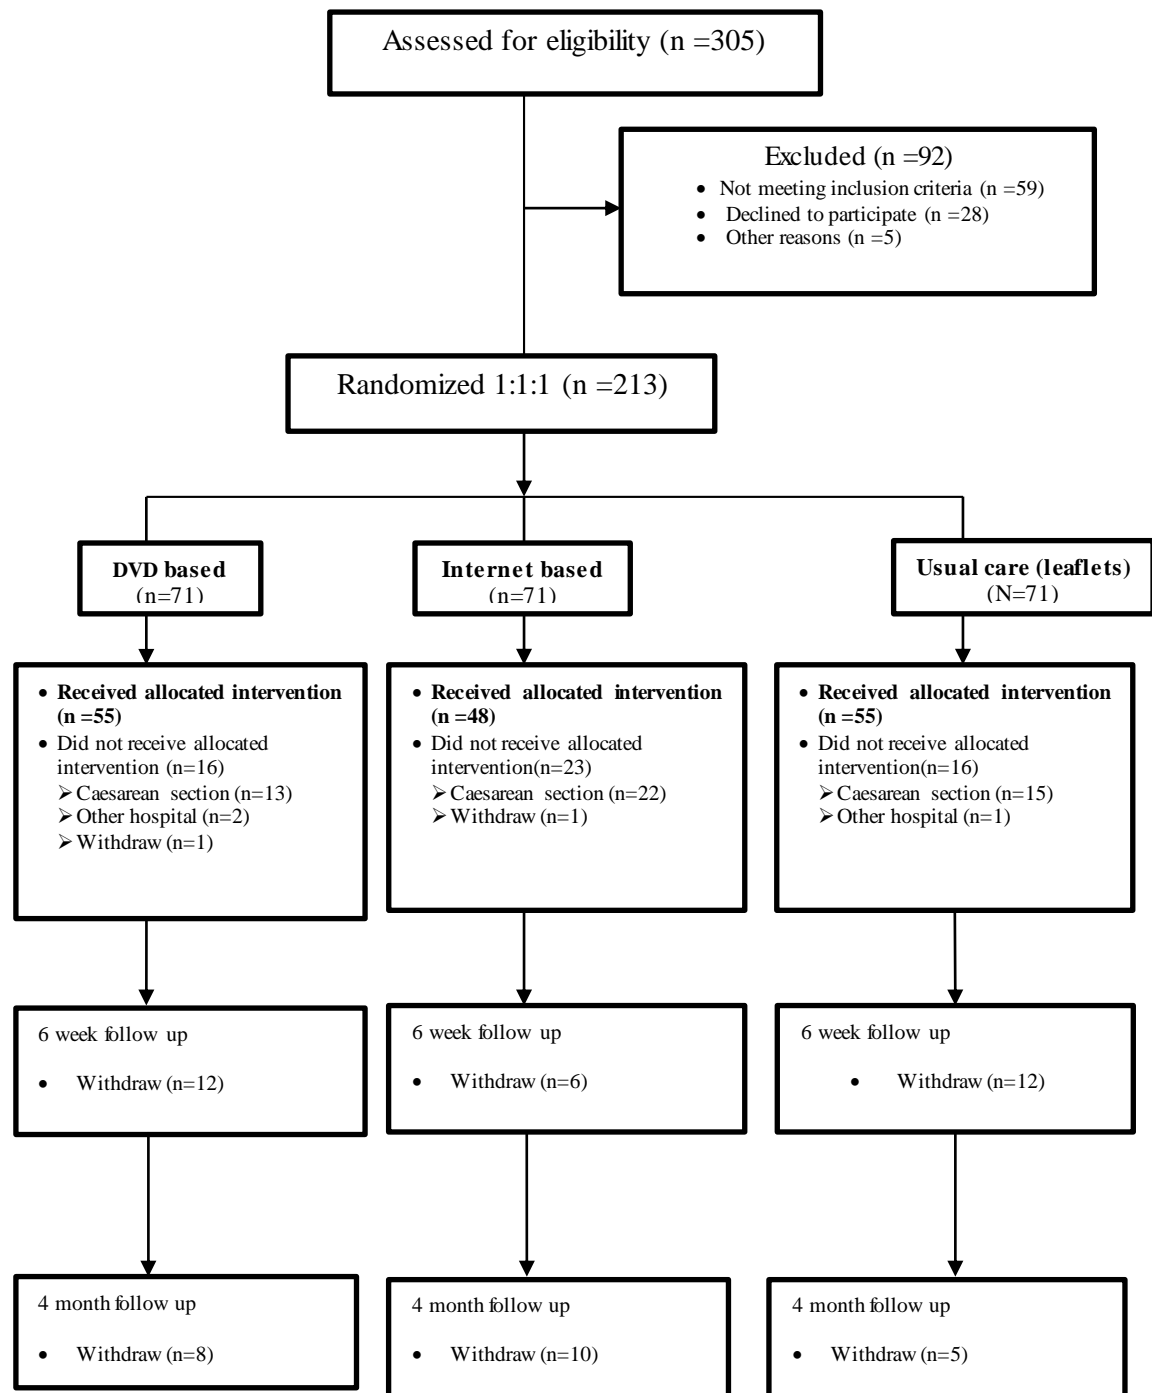 Assessed for eligibility (n =305)
Excluded (n =92)
• Not meeting inclusion criteria (n =59)
• Declined to participate (n =28)
• Other reasons (n =5)
Randomized 1:1:1 (n =213)
DVD based
(n=71)
Internet based
(n=71)
Usual care (leaflets)
(N=71)
• Received allocated intervention
(n =55)
• Did not receive allocated
intervention (n=16)
➢ Caesarean section (n=13)
➢ Other hospital (n=2)
➢ Withdraw (n=1)
• Received allocated intervention
(n =48)
• Did not receive allocated
intervention(n=23)
➢ Caesarean section (n=22)
➢ Withdraw (n=1)
• Received allocated intervention
(n =55)
• Did not receive allocated
intervention(n=16)
➢ Caesarean section (n=15)
➢ Other hospital (n=1)
6 week follow up
• Withdraw (n=12)
6 week follow up
• Withdraw (n=6)
6 week follow up
• Withdraw (n=12)
4 month follow up
• Withdraw (n=8)
4 month follow up
• Withdraw (n=10)
4 month follow up
• Withdraw (n=5)